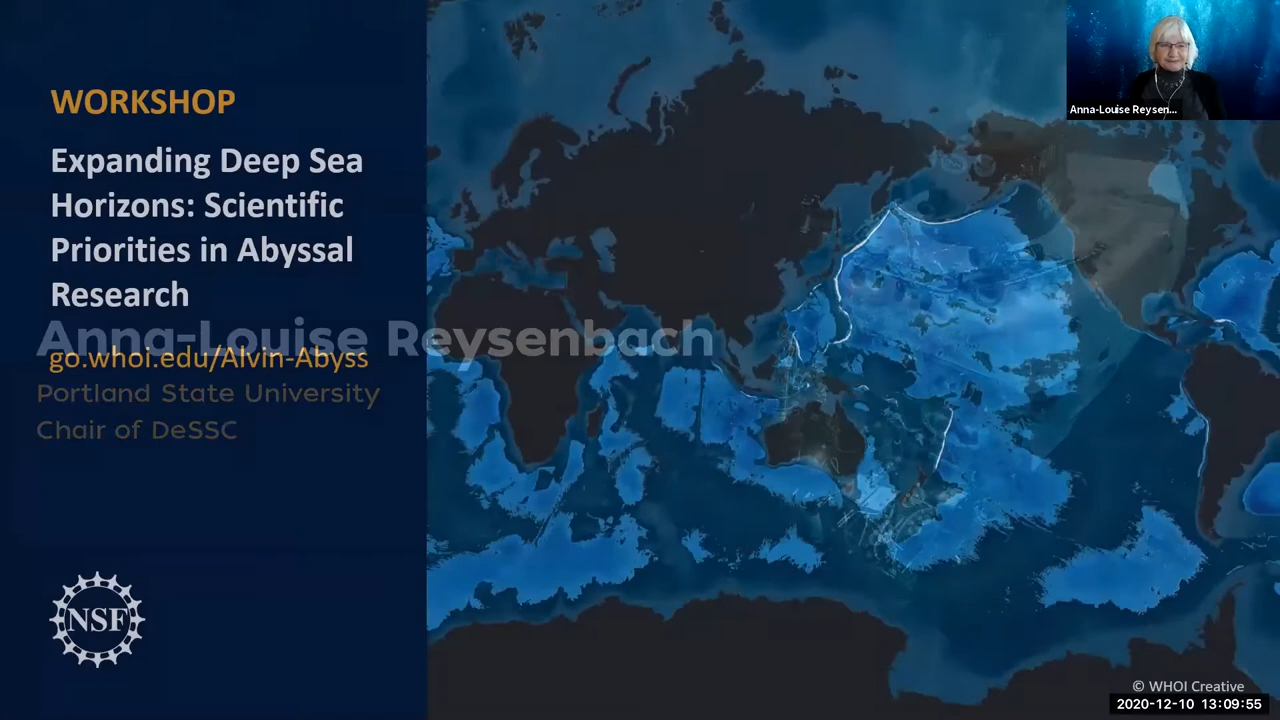 WORKSHOP
Expanding Deep Sea
Horizons: Scientific
Priorities in Abyssal
Research
Anna-Louise Reysenbach
go.whoi.edu/Alvin-Abyss
Portland State University
Chair of DeSSC
NSF
Anna-Louise Reysen...
© WHOI Creative
2020-12-10 13:09:55